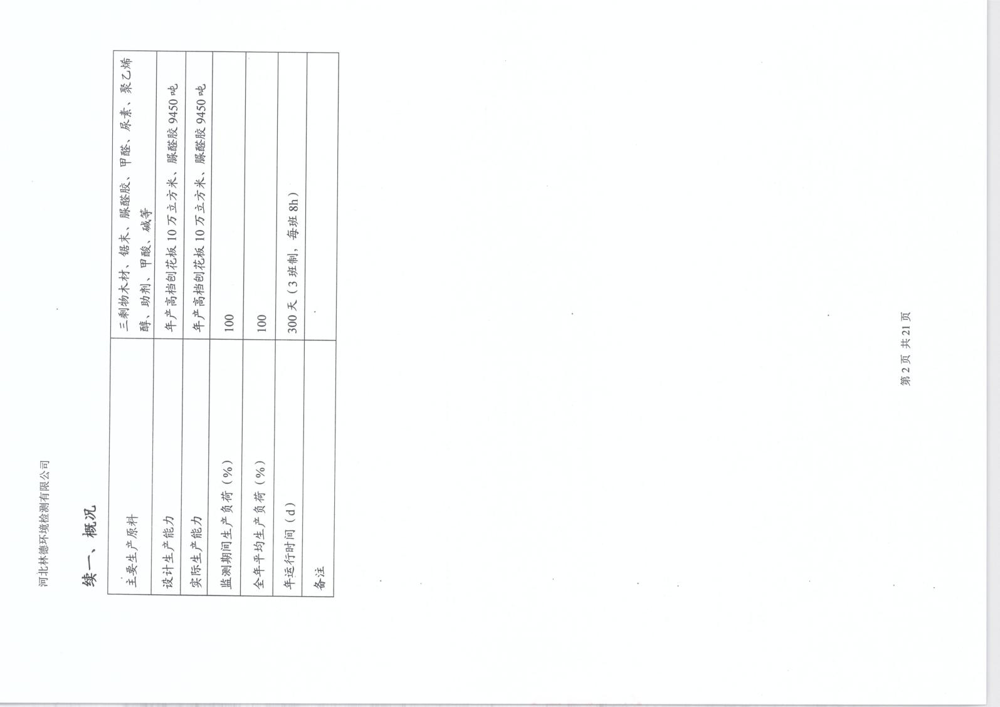 河北林德环境检测有限公司
续一、概况
主要生产原料
三剩物木材、锯末、脲醛胶、甲醛、尿素、聚乙烯
醇、助剂、甲酸、碱等
设计生产能力
年产高档刨花板 10 万立方米、脲醛胶 9450 吨
实际生产能力
年产高档刨花板 10 万立方米、脲醛胶 9450 吨
监测期间生产负荷（%）
100
全年平均生产负荷（%）
100
年运行时间（d）
300 天（3 班制，每班 8h）
备注
第 2 页 共 21 页